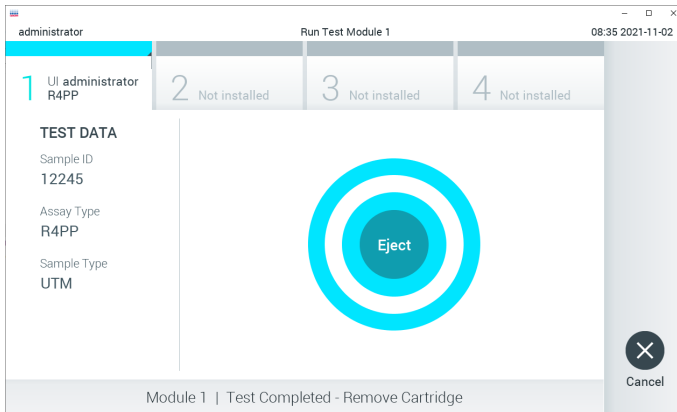 administrator
Run Test Module 1
08:35 2021-11-02
1
UI administrator
R4PP
2 Not installed
3 Not installed
4 Not installed
TEST DATA
Sample ID
12245
Assay Type
R4PP
Sample Type
UTM
Eject
Cancel
Module 1 | Test Completed - Remove Cartridge